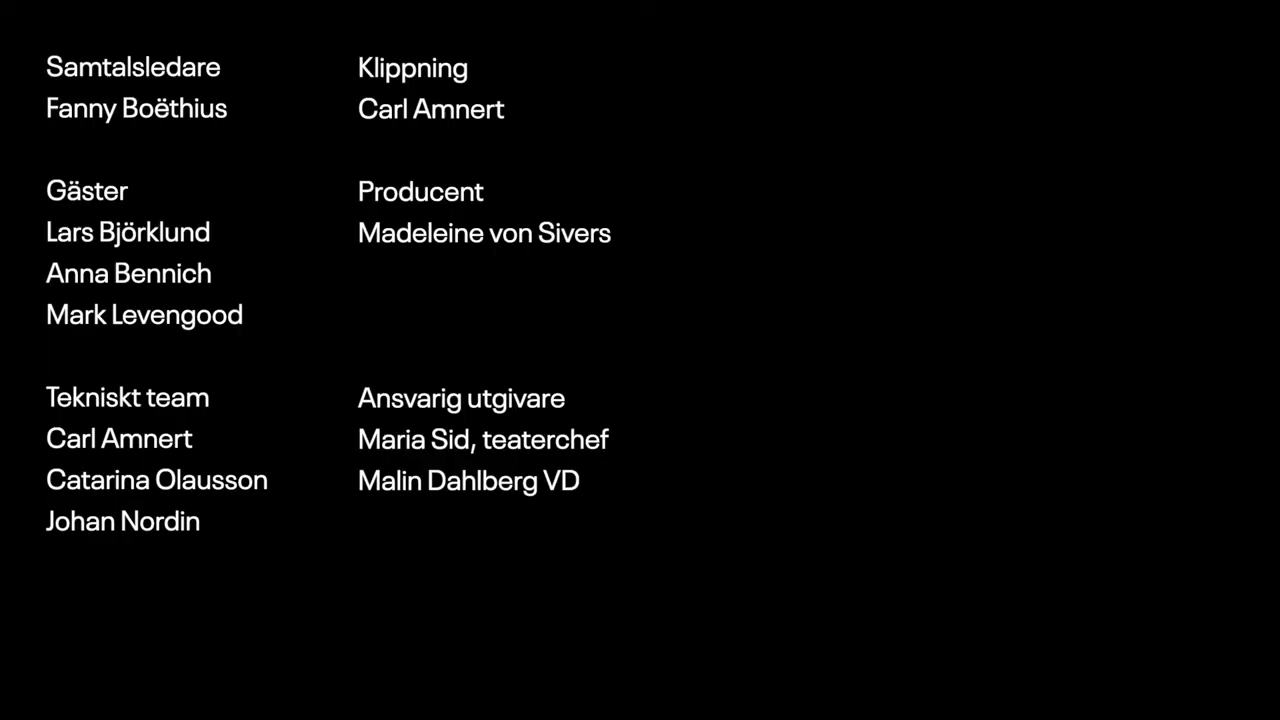 Samtalsledare
Fanny Boëthius
Gäster
Lars Björklund
Anna Bennich
Mark Levengood
Tekniskt team
Carl Amnert
Catarina Olausson
Johan Nordin
Klippning
Carl Amnert
Producent
Madeleine von Sivers
Ansvarig utgivare
Maria Sid, teaterchef
Malin Dahlberg VD